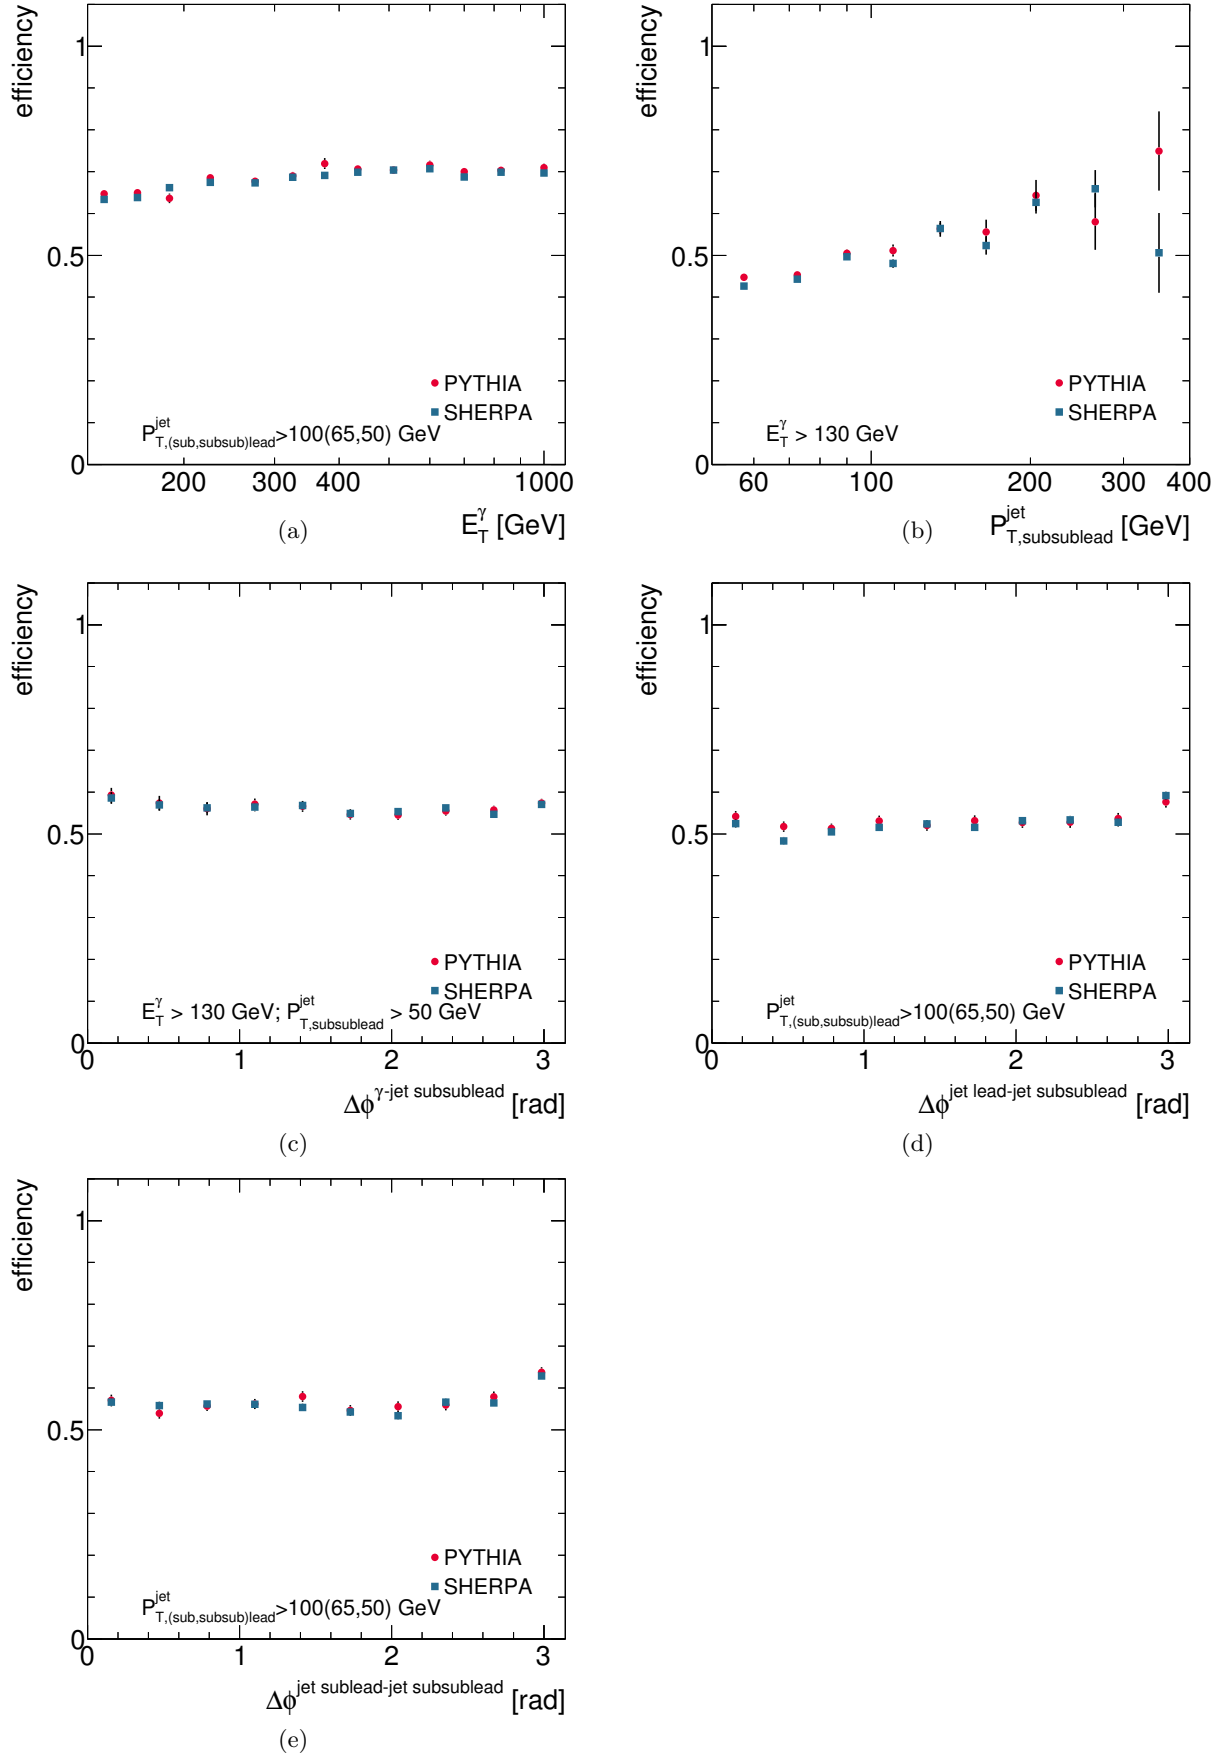 efficiency
1
0.5
0
PYTHIA
SHERPA
P^jet_T,(sub,subsub)lead>100(65,50) GeV
200 300 400 1000
E^γ_T [GeV]
(a)
efficiency
1
0.5
0
PYTHIA
SHERPA
E^γ_T > 130 GeV
60 100 200 300 400
P^jet_T,subsublead [GeV]
(b)
efficiency
1
0.5
0
PYTHIA
SHERPA
E^γ_T > 130 GeV; P^jet_T,subsublead > 50 GeV
0 1 2 3
Δϕ^γ-jet subsublead [rad]
(c)
efficiency
1
0.5
0
PYTHIA
SHERPA
P^jet_T,(sub,subsub)lead>100(65,50) GeV
0 1 2 3
Δϕ^jet lead-jet subsublead [rad]
(d)
efficiency
1
0.5
0
PYTHIA
SHERPA
P^jet_T,(sub,subsub)lead>100(65,50) GeV
0 1 2 3
Δϕ^jet sublead-jet subsublead [rad]
(e)